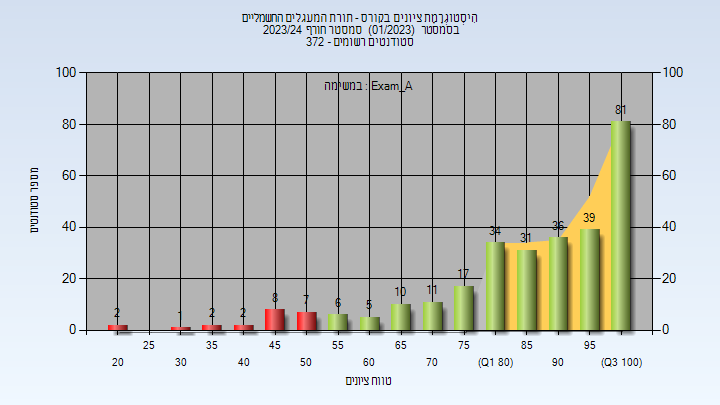 היסטוגרמת ציונים בקורס - תורת המעגלים החשמליים
בסמסטר (01/2023) סמסטר חורף 2023/24
סטודנטים רשומים - 372
במשימה : Exam_A
מספר סטודנטים
100 100
80 80
60 60
40 40
20 20
0 0
2 1 2 2 8 7 6 5 10 11 17 34 31 36 39 81
25 35 45 55 65 75 85 95
20 30 40 50 60 70 (Q1 80) 90 (Q3 100)
טווח ציונים